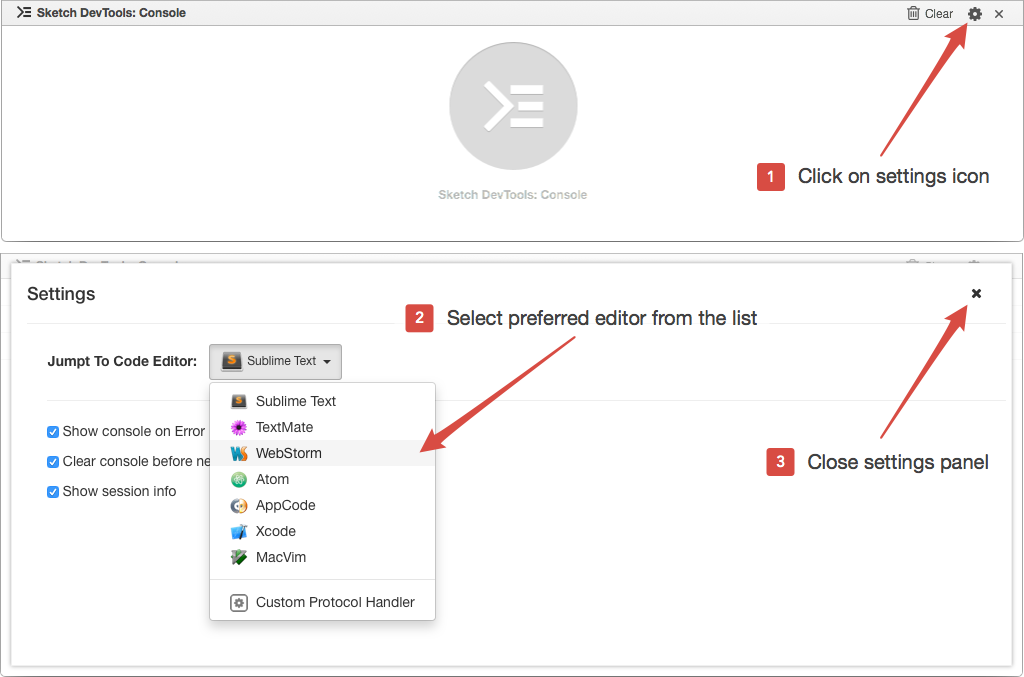 Sketch DevTools: Console
Clear
Sketch DevTools: Console
1 Click on settings icon
Settings
2 Select preferred editor from the list
Jumpt To Code Editor:
S Sublime Text
S Sublime Text
TextMate
WS WebStorm
Atom
AppCode
Xcode
MacVim
Custom Protocol Handler
Show console on Error
Clear console before ne
Show session info
3 Close settings panel